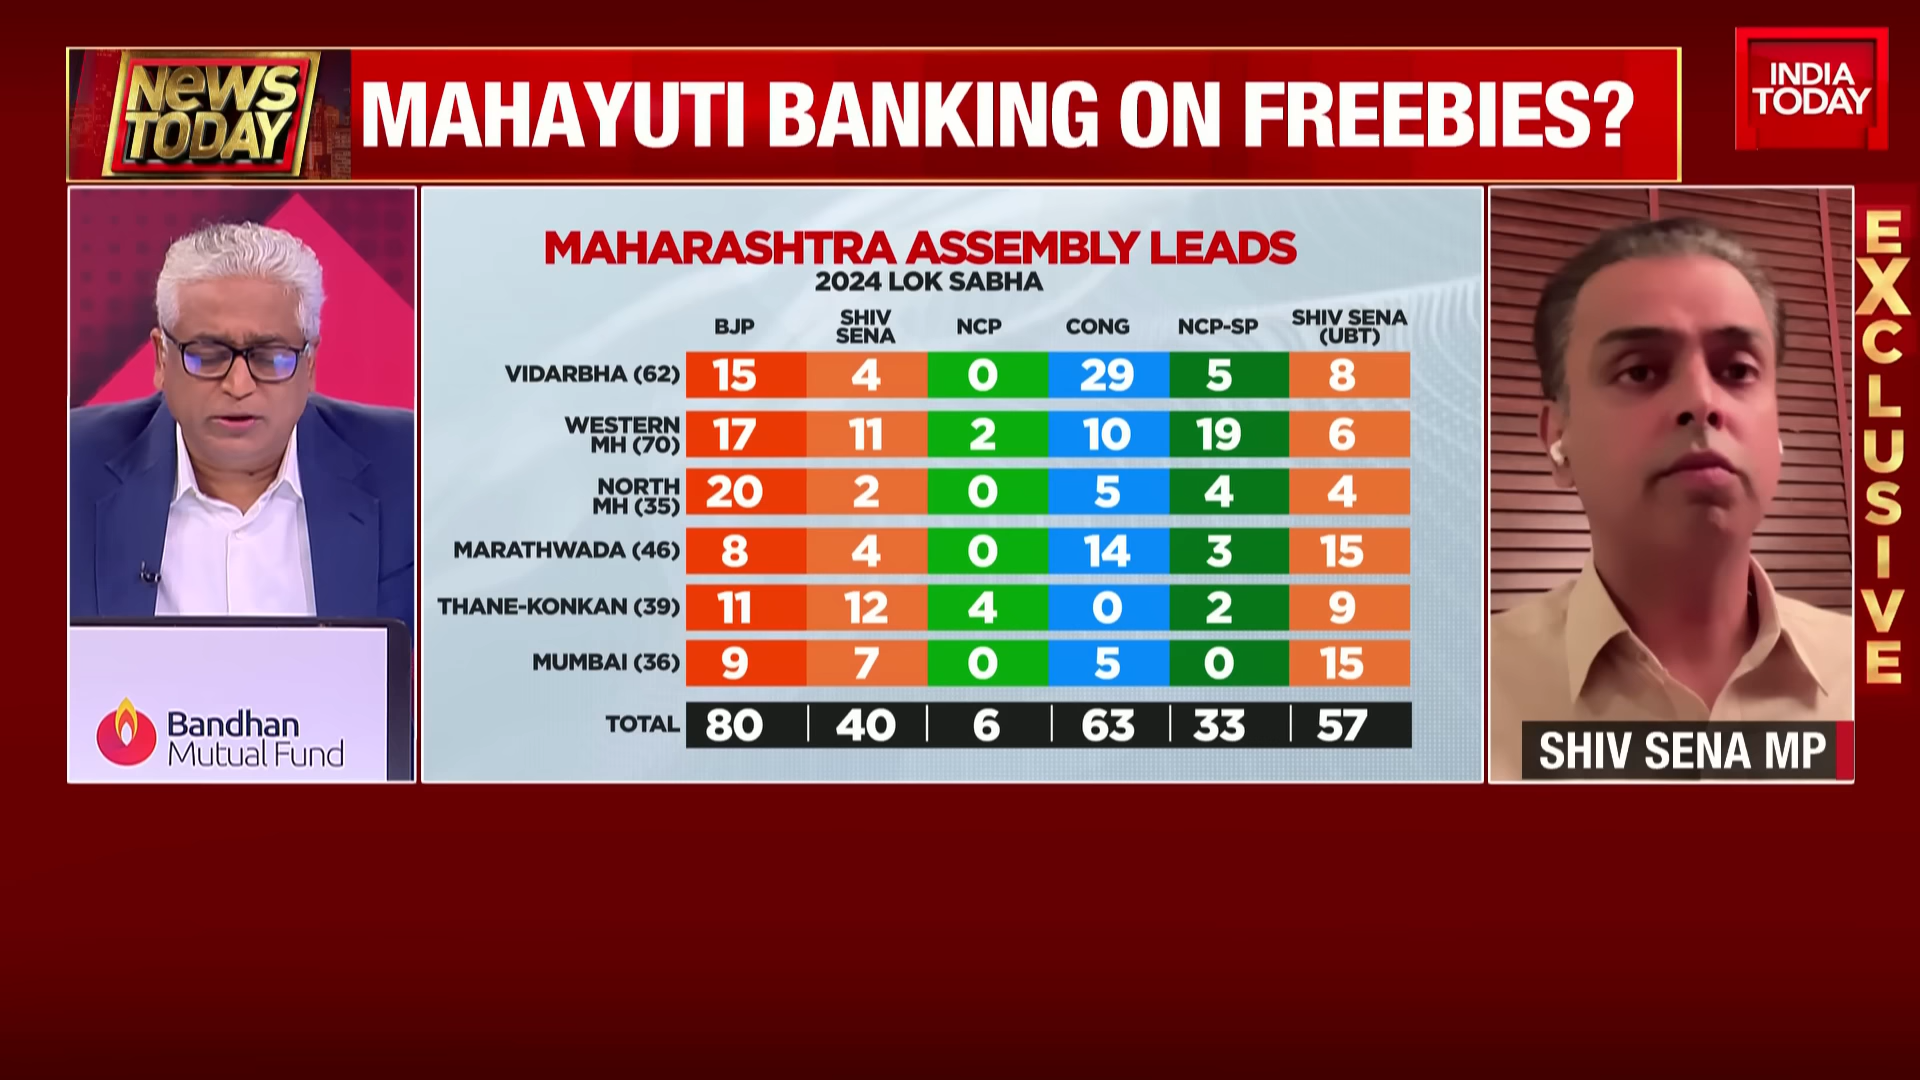 NEWS
TODAY
MAHAYUTI BANKING ON FREEBIES?
INDIA
TODAY
MAHARASHTRA ASSEMBLY LEADS
2024 LOK SABHA
BJP SHIV SENA NCP CONG NCP-SP SHIV SENA (UBT)
VIDARBHA (62) 15 4 0 29 5 8
WESTERN MH (70) 17 11 2 10 19 6
NORTH MH (35) 20 2 0 5 4 4
MARATHWADA (46) 8 4 0 14 3 15
THANE-KONKAN (39) 11 12 4 0 2 9
MUMBAI (36) 9 7 0 5 0 15
TOTAL 80 40 6 63 33 57
Bandhan
Mutual Fund
SHIV SENA MP
EXCLUSIVE